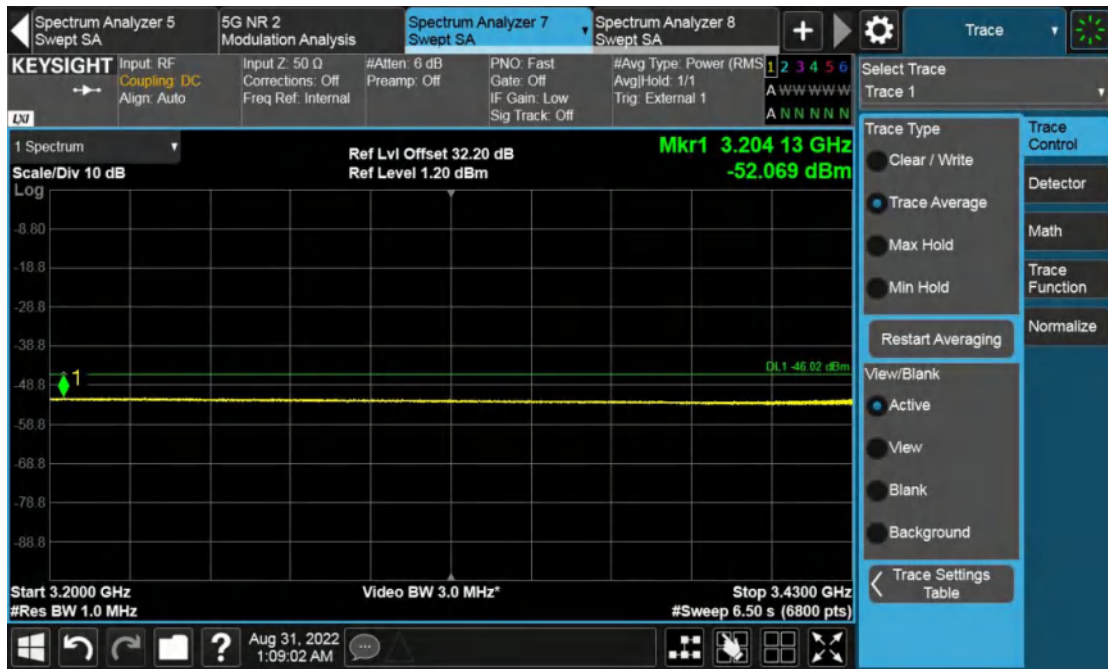 Spectrum Analyzer 5
Swept SA
5G NR 2
Modulation Analysis
Spectrum Analyzer 7
Swept SA
Spectrum Analyzer 8
Swept SA
+
Trace
KEYSIGHT
LXI
Input: RF
Coupling: DC
Align: Auto
Input Z: 50 Ω
Corrections: Off
Freq Ref: Internal
#Atten: 6 dB
Preamp: Off
PNO: Fast
Gate: Off
IF Gain: Low
Sig Track: Off
#Avg Type: Power (RMS
Avg|Hold: 1/1
Trig: External 1
1 2 3 4 5 6
A W W W W W
A N N N N N
Select Trace
Trace 1
1 Spectrum
Scale/Div 10 dB
Ref Lvl Offset 32.20 dB
Ref Level 1.20 dBm
Mkr1 3.204 13 GHz
-52.069 dBm
Log
-8.80
-18.8
-28.8
-38.8
-48.8
-58.8
-68.8
-78.8
-88.8
1
DL1 -46.02 dBm
Start 3.2000 GHz
#Res BW 1.0 MHz
Video BW 3.0 MHz*
Stop 3.4300 GHz
#Sweep 6.50 s (6800 pts)
Trace Type
Clear / Write
Trace Average
Max Hold
Min Hold
Restart Averaging
View/Blank
Active
View
Blank
Background
Trace Settings
Table
Trace
Control
Detector
Math
Trace
Function
Normalize
?
Aug 31, 2022
1:09:02 AM